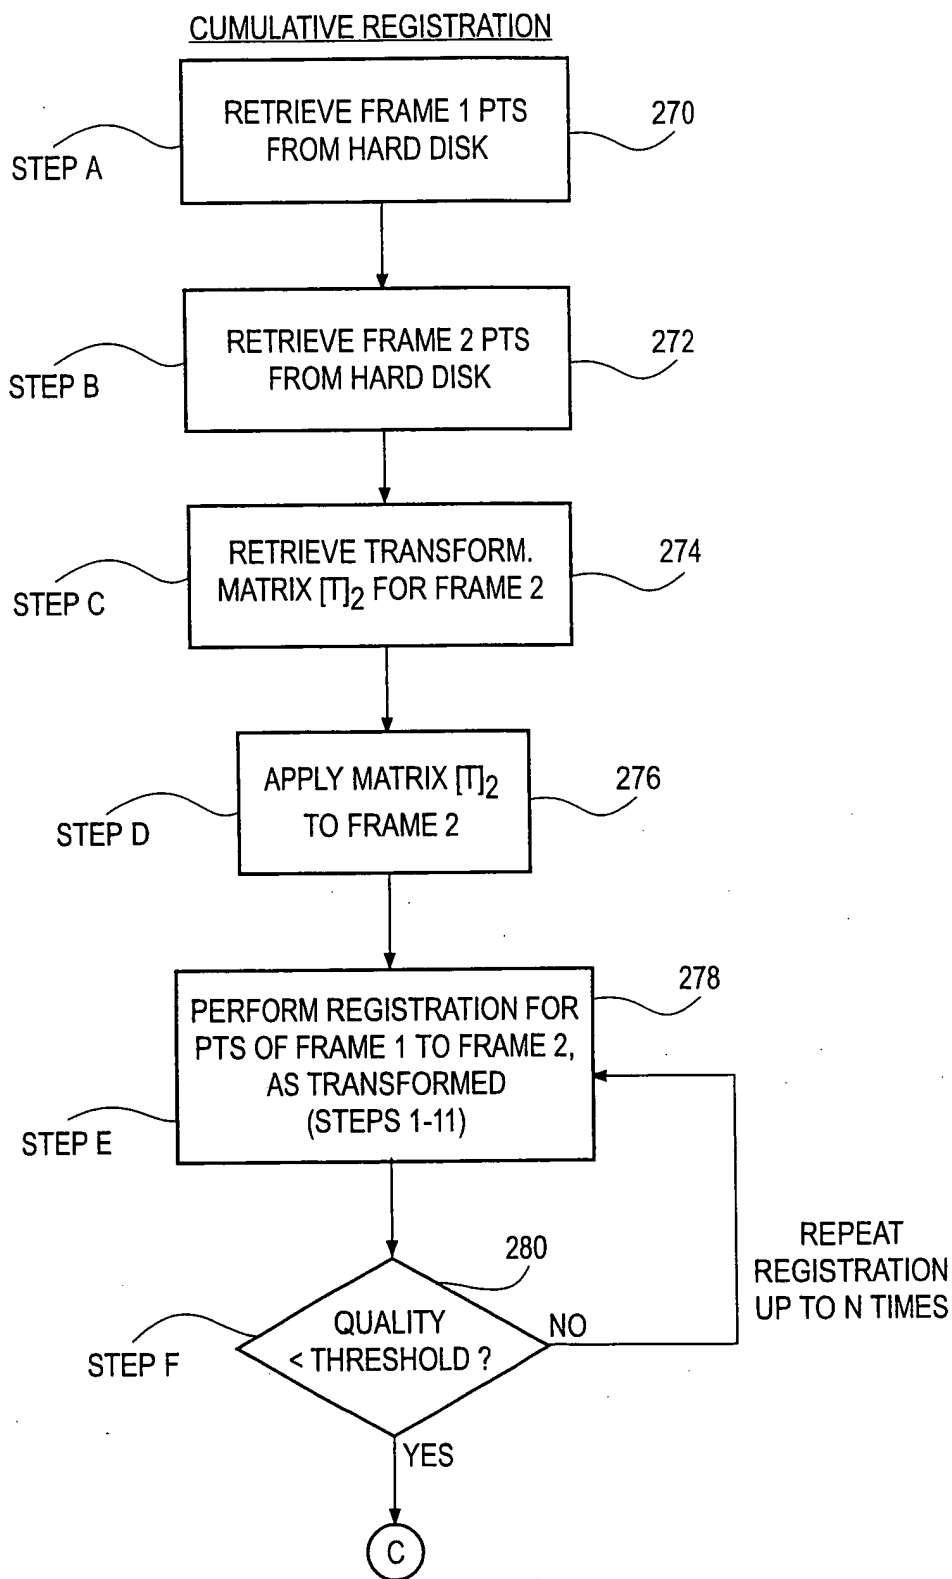 CUMULATIVE REGISTRATION
RETRIEVE FRAME 1 PTS
FROM HARD DISK
270
STEP A
RETRIEVE FRAME 2 PTS
FROM HARD DISK
272
STEP B
RETRIEVE TRANSFORM.
MATRIX [T]2 FOR FRAME 2
274
STEP C
APPLY MATRIX [T]2
TO FRAME 2
276
STEP D
PERFORM REGISTRATION FOR
PTS OF FRAME 1 TO FRAME 2,
AS TRANSFORMED
(STEPS 1-11)
278
STEP E
QUALITY
< THRESHOLD ?
280
STEP F
NO
REPEAT
REGISTRATION
UP TO N TIMES
YES
C